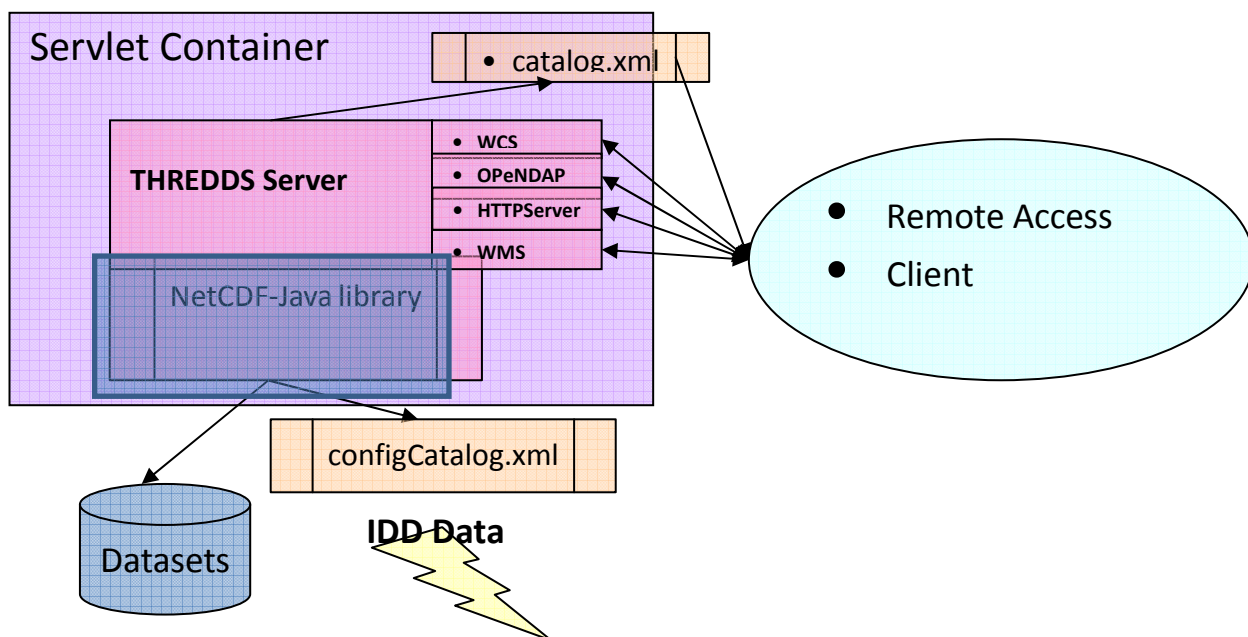 Servlet Container
• catalog.xml
THREDDS Server
• WCS
• OPeNDAP
• HTTPServer
• WMS
NetCDF-Java library
• Remote Access
• Client
configCatalog.xml
IDD Data
Datasets